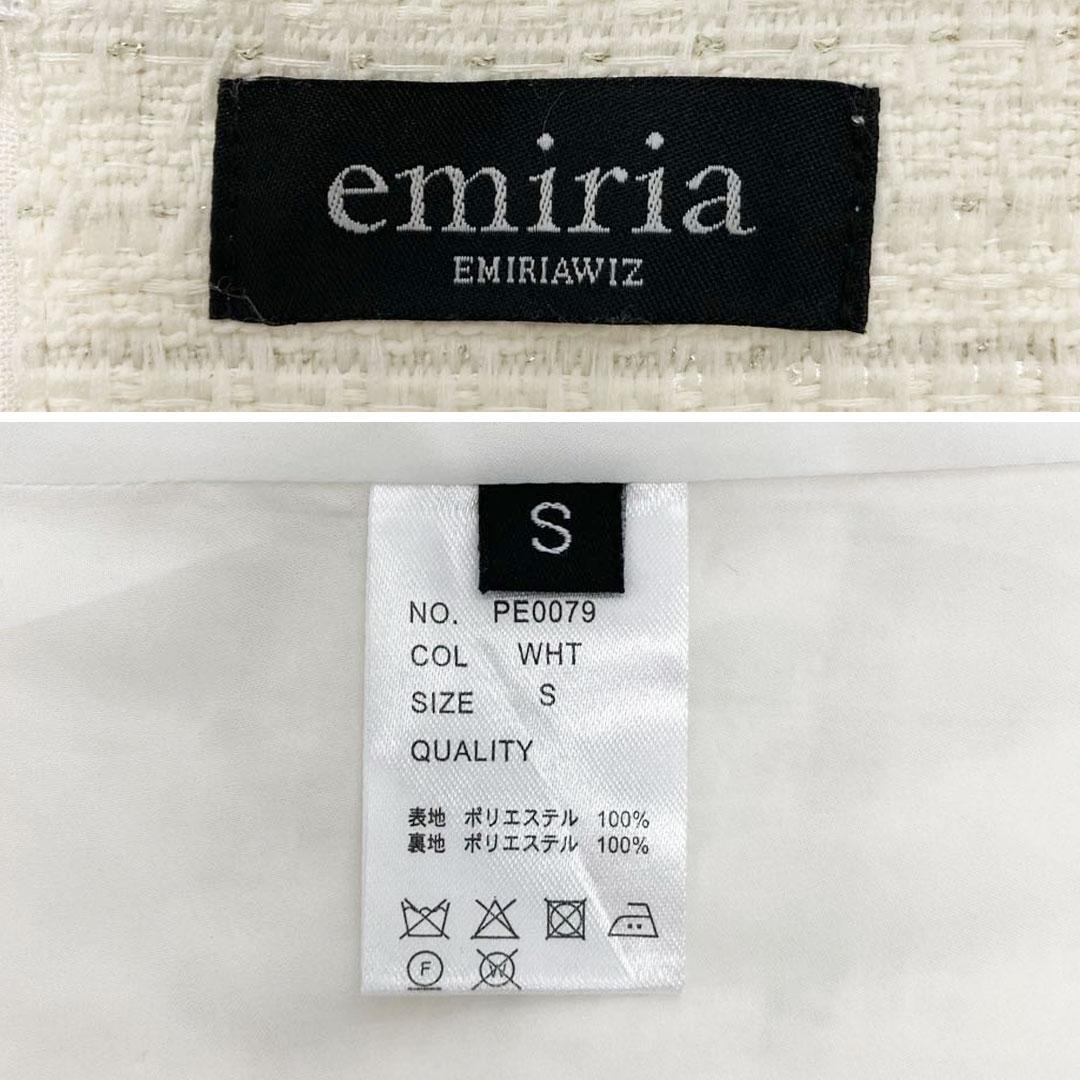 emiria
EMIRIAWIZ
S
NO. PE0079
COL WHT
SIZE S
QUALITY
表地 ポリエステル 100%
裏地 ポリエステル 100%
F W